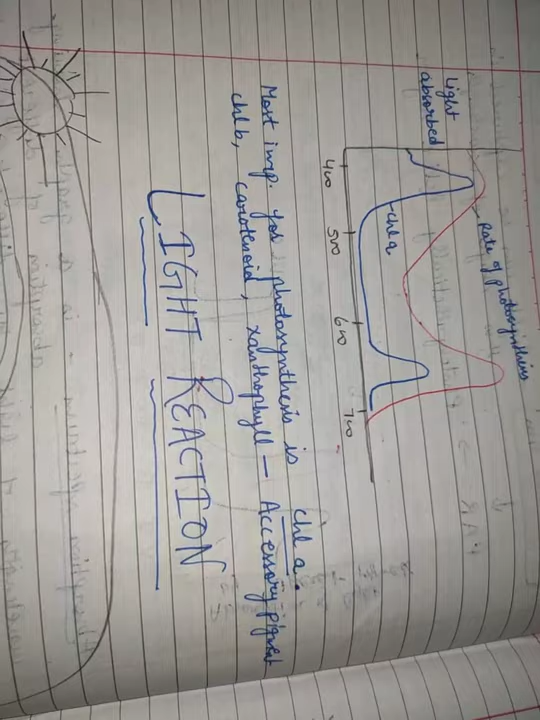 Light
absorbed
Rate of photosynthesis
chl a
400 500 600 700
Most imp. for photosynthesis is chl a.
chl b, carotenoid, xanthophyll - Accessory pigment
LIGHT REACTION